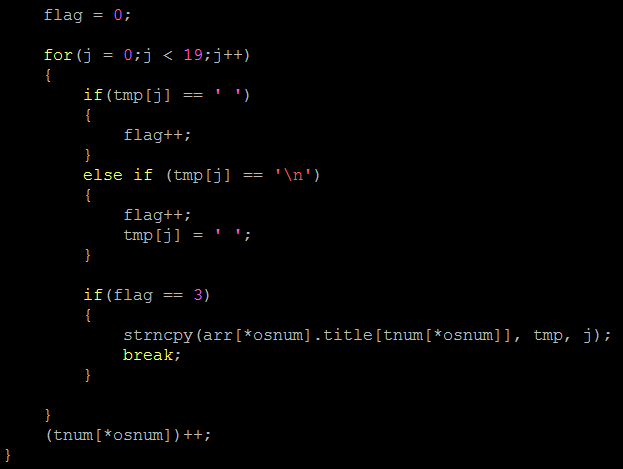 flag = 0;
for(j = 0;j < 19;j++)
{
if(tmp[j] == ' ')
{
flag++;
}
else if (tmp[j] == '\n')
{
flag++;
tmp[j] = ' ';
}
if(flag == 3)
{
strncpy(arr[*osnum].title[tnum[*osnum]], tmp, j);
break;
}
}
(tnum[*osnum])++;
}